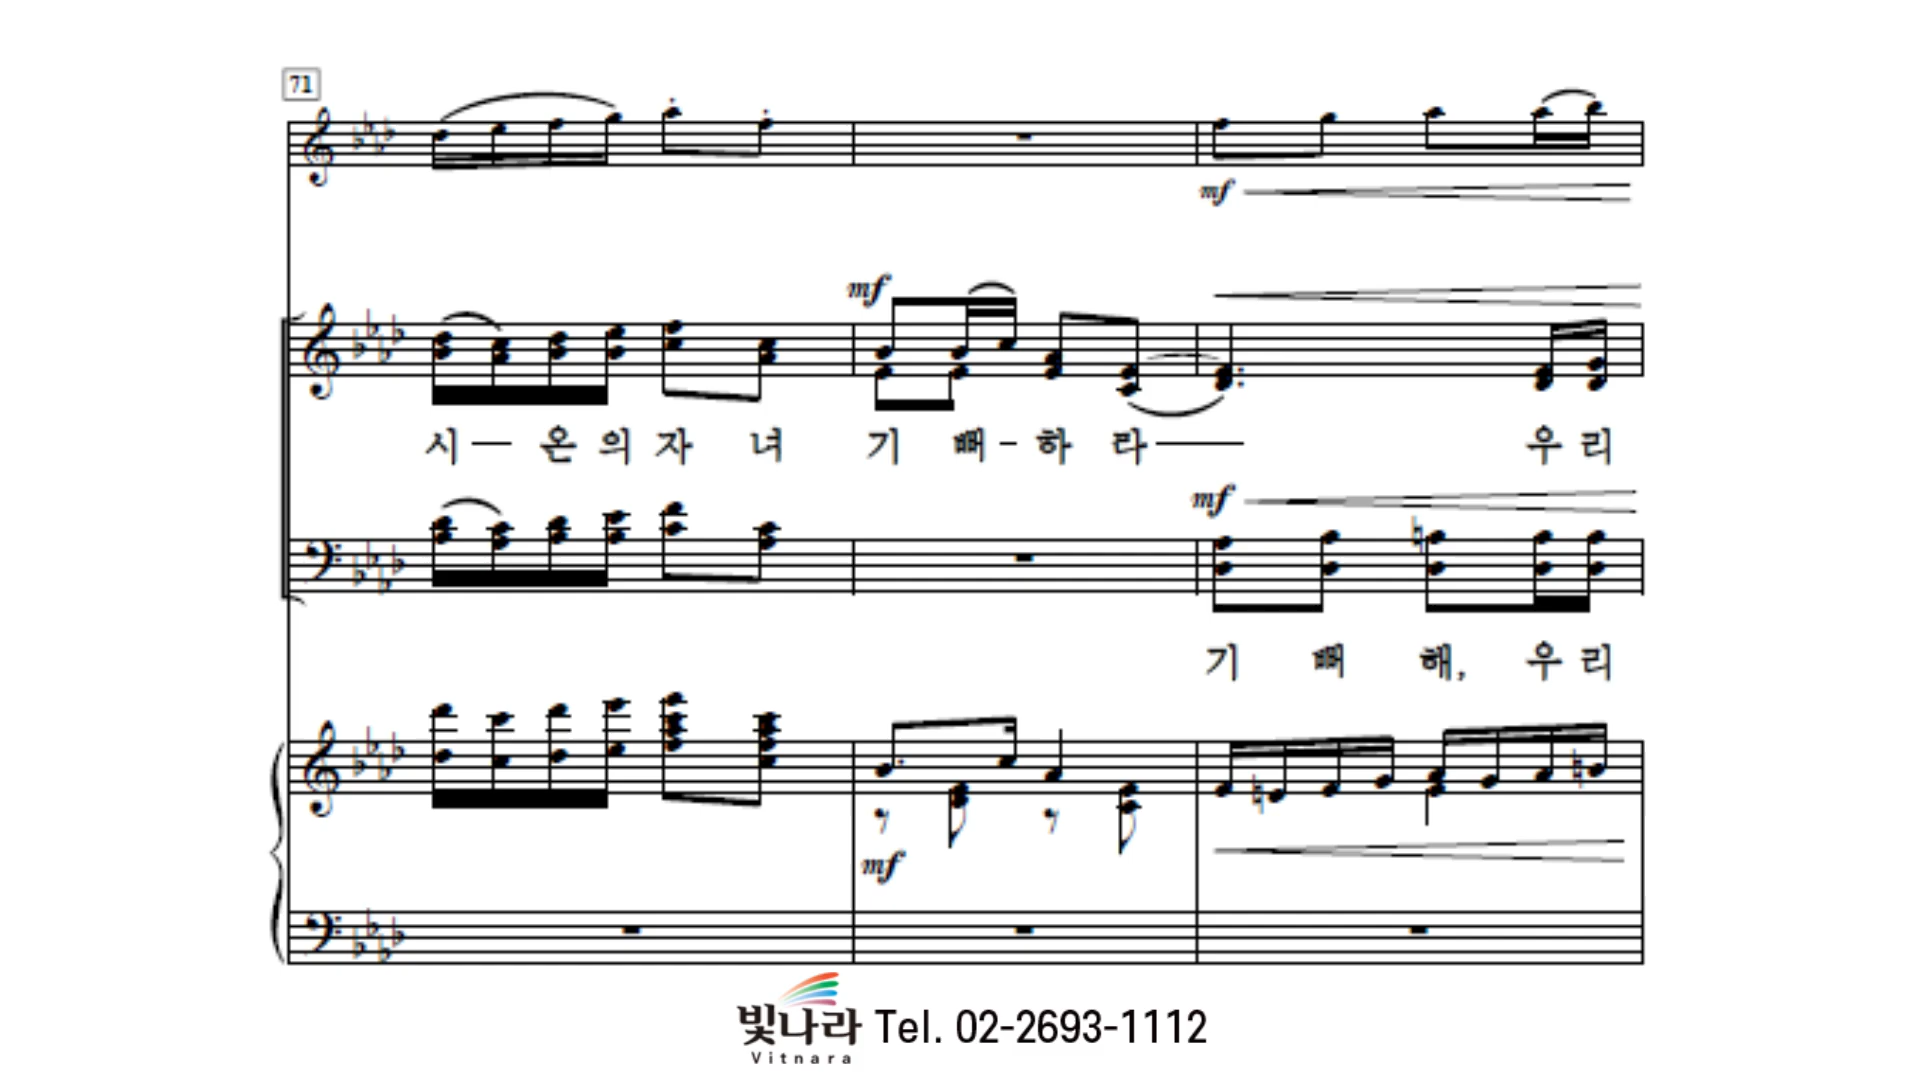 71
mf
mf
시 — 온 의 자 녀 기 뻐 - 하 라 — 우 리
mf
기 뻐 해, 우 리
mf
빛나라 Tel. 02-2693-1112
Vitnara